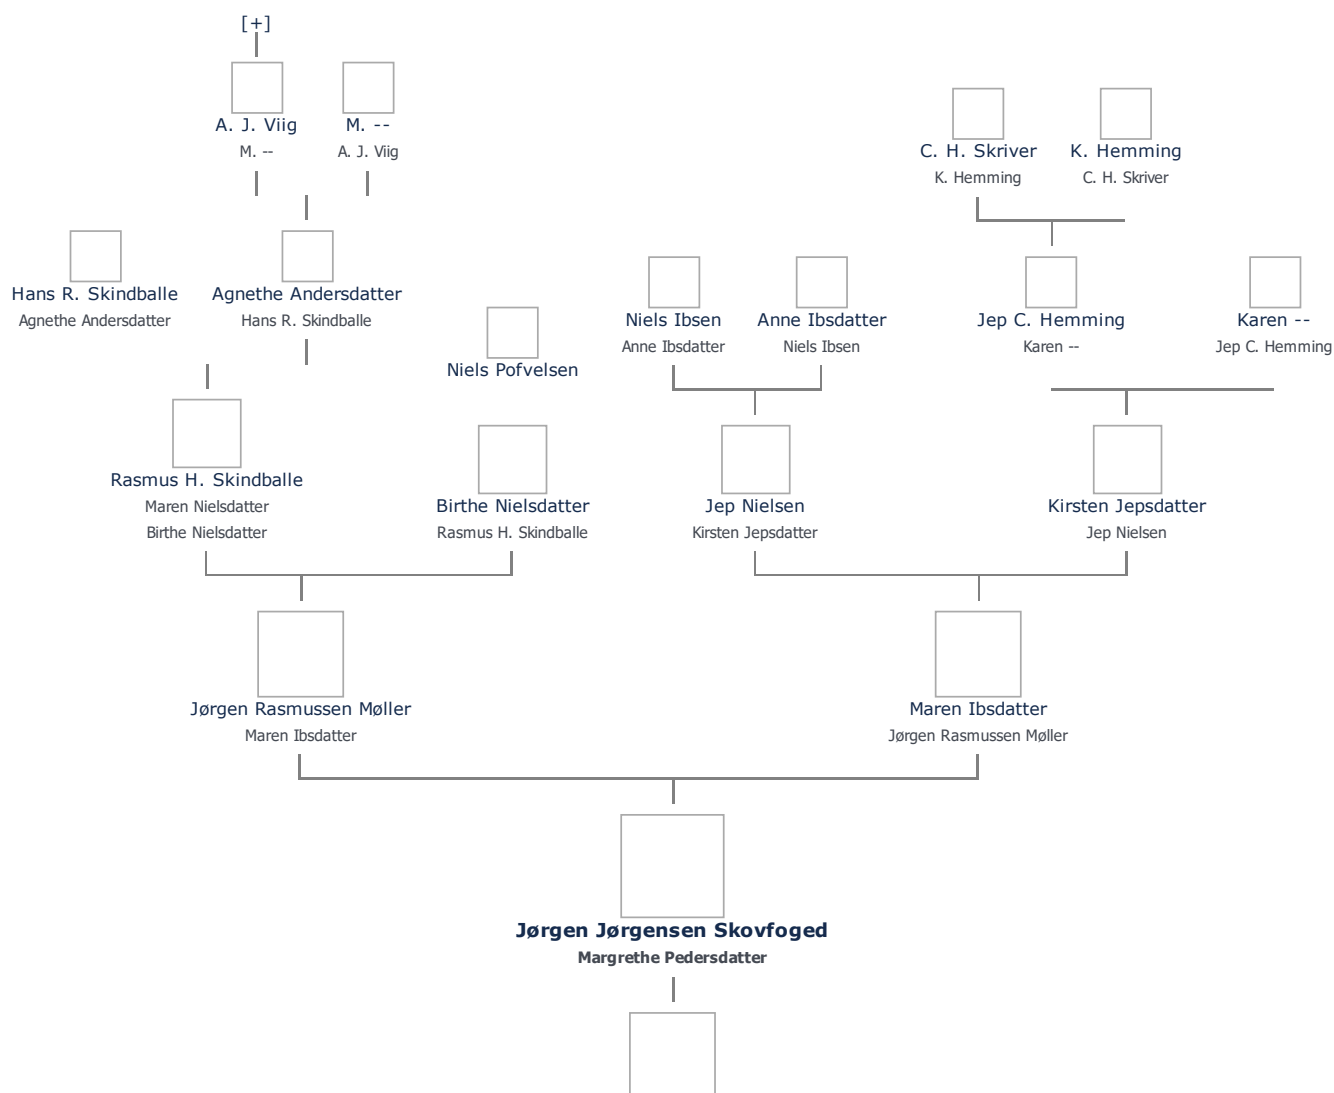 [+]
A. J. Viig
M. --
M. --
A. J. Viig
C. H. Skriver
K. Hemming
K. Hemming
C. H. Skriver
Hans R. Skindballe
Agnethe Andersdatter
Agnethe Andersdatter
Hans R. Skindballe
Niels Pofvelsen
Niels Ibsen
Anne Ibsdatter
Anne Ibsdatter
Niels Ibsen
Jep C. Hemming
Karen --
Karen --
Jep C. Hemming
Rasmus H. Skindballe
Maren Nielsdatter
Birthe Nielsdatter
Birthe Nielsdatter
Rasmus H. Skindballe
Jep Nielsen
Kirsten Jepsdatter
Kirsten Jepsdatter
Jep Nielsen
Jørgen Rasmussen Møller
Maren Ibsdatter
Maren Ibsdatter
Jørgen Rasmussen Møller
Jørgen Jørgensen Skovfoged
Margrethe Pedersdatter